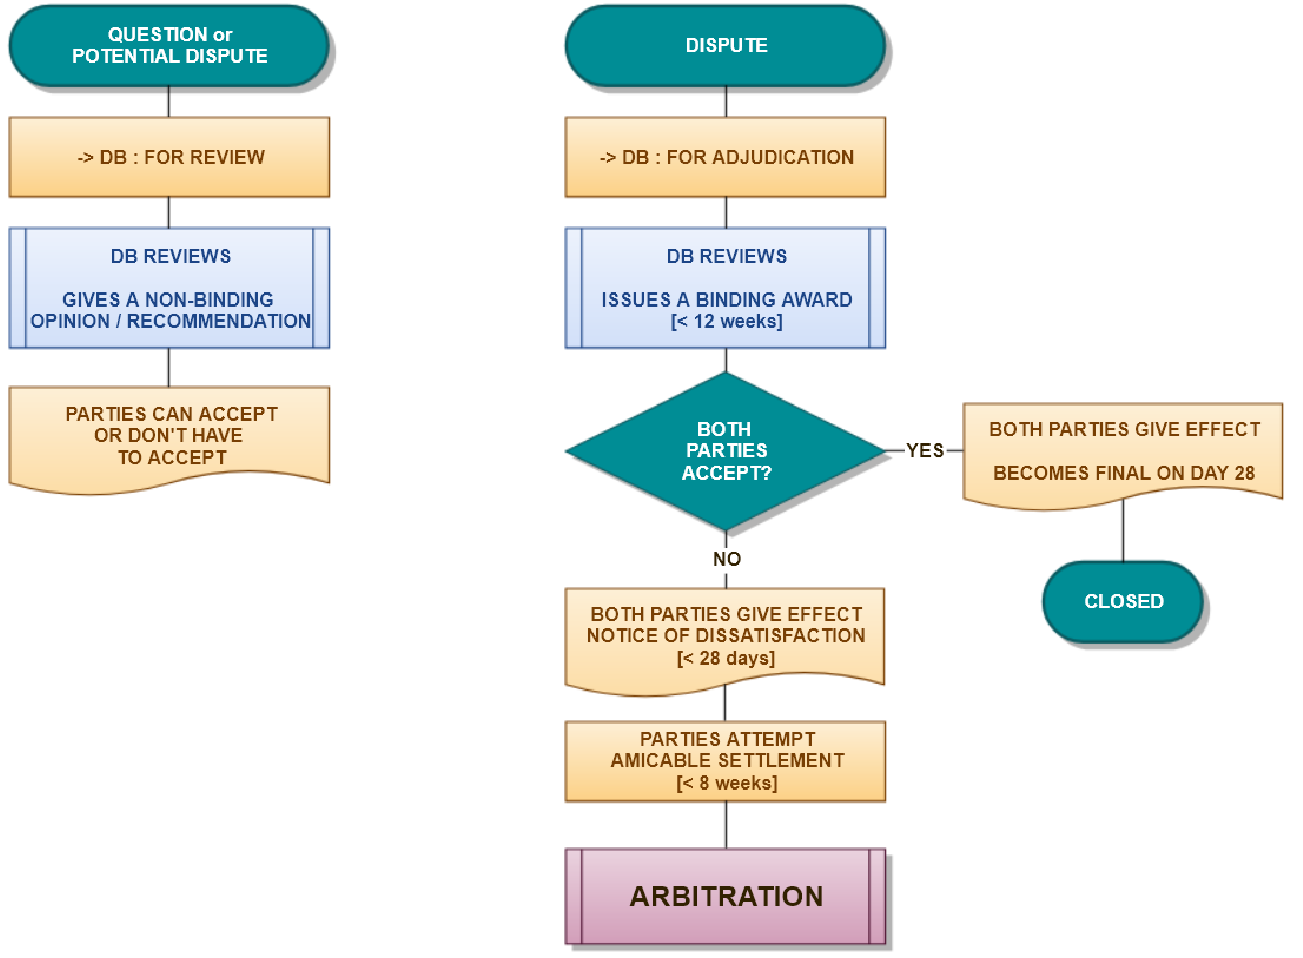 QUESTION or
POTENTIAL DISPUTE
-> DB : FOR REVIEW
DB REVIEWS
GIVES A NON-BINDING
OPINION / RECOMMENDATION
PARTIES CAN ACCEPT
OR DON'T HAVE
TO ACCEPT
DISPUTE
-> DB : FOR ADJUDICATION
DB REVIEWS
ISSUES A BINDING AWARD
[< 12 weeks]
BOTH
PARTIES
ACCEPT?
YES
BOTH PARTIES GIVE EFFECT
BECOMES FINAL ON DAY 28
CLOSED
NO
BOTH PARTIES GIVE EFFECT
NOTICE OF DISSATISFACTION
[< 28 days]
PARTIES ATTEMPT
AMICABLE SETTLEMENT
[< 8 weeks]
ARBITRATION